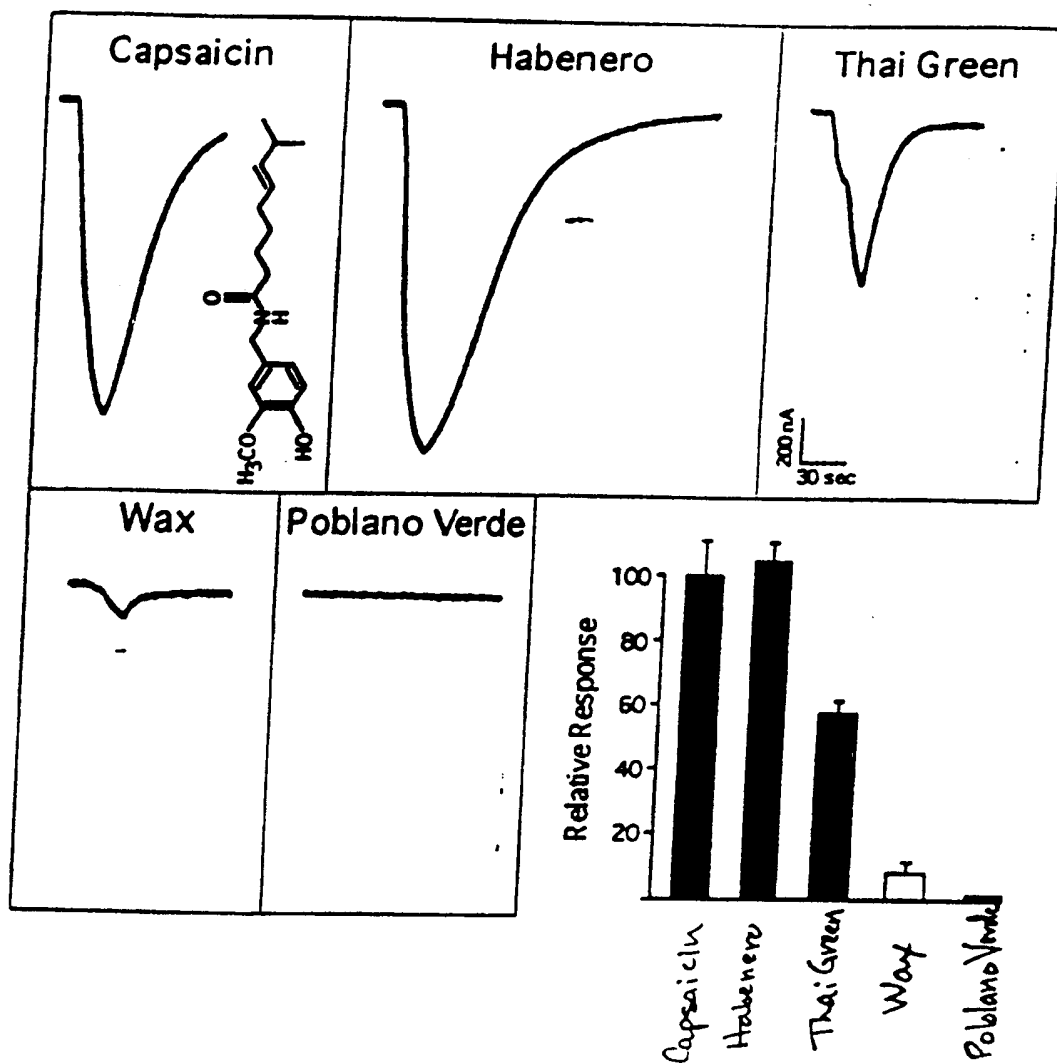 Capsaicin
Habenero
Thai Green
O
N
H
H₃CO
HO
200 nA
30 sec
Wax
Poblano Verde
Relative Response
100
80
60
40
20
Capsaicin
Habenero
Thai Green
Wax
Poblano Verde